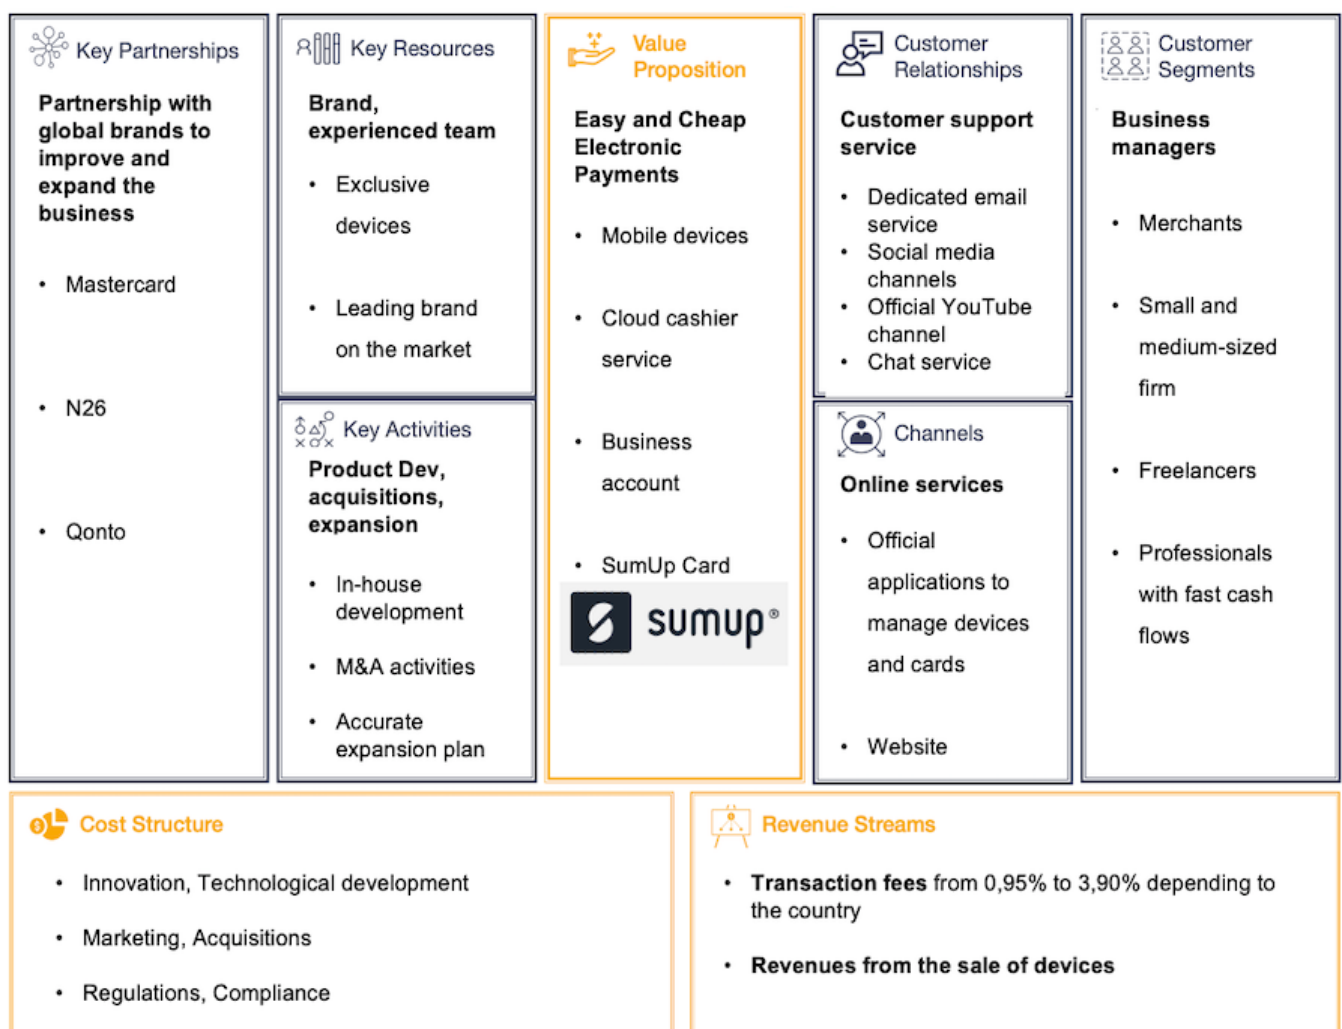 Key Partnerships
Partnership with
global brands to
improve and
expand the
business
• Mastercard
• N26
• Qonto
Key Resources
Brand,
experienced team
• Exclusive
devices
• Leading brand
on the market
Key Activities
Product Dev,
acquisitions,
expansion
• In-house
development
• M&A activities
• Accurate
expansion plan
Value
Proposition
Easy and Cheap
Electronic
Payments
• Mobile devices
• Cloud cashier
service
• Business
account
• SumUp Card
sumup®
Customer
Relationships
Customer support
service
• Dedicated email
service
• Social media
channels
• Official YouTube
channel
• Chat service
Channels
Online services
• Official
applications to
manage devices
and cards
• Website
Customer
Segments
Business
managers
• Merchants
• Small and
medium-sized
firm
• Freelancers
• Professionals
with fast cash
flows
Cost Structure
• Innovation, Technological development
• Marketing, Acquisitions
• Regulations, Compliance
Revenue Streams
• Transaction fees from 0,95% to 3,90% depending to
the country
• Revenues from the sale of devices